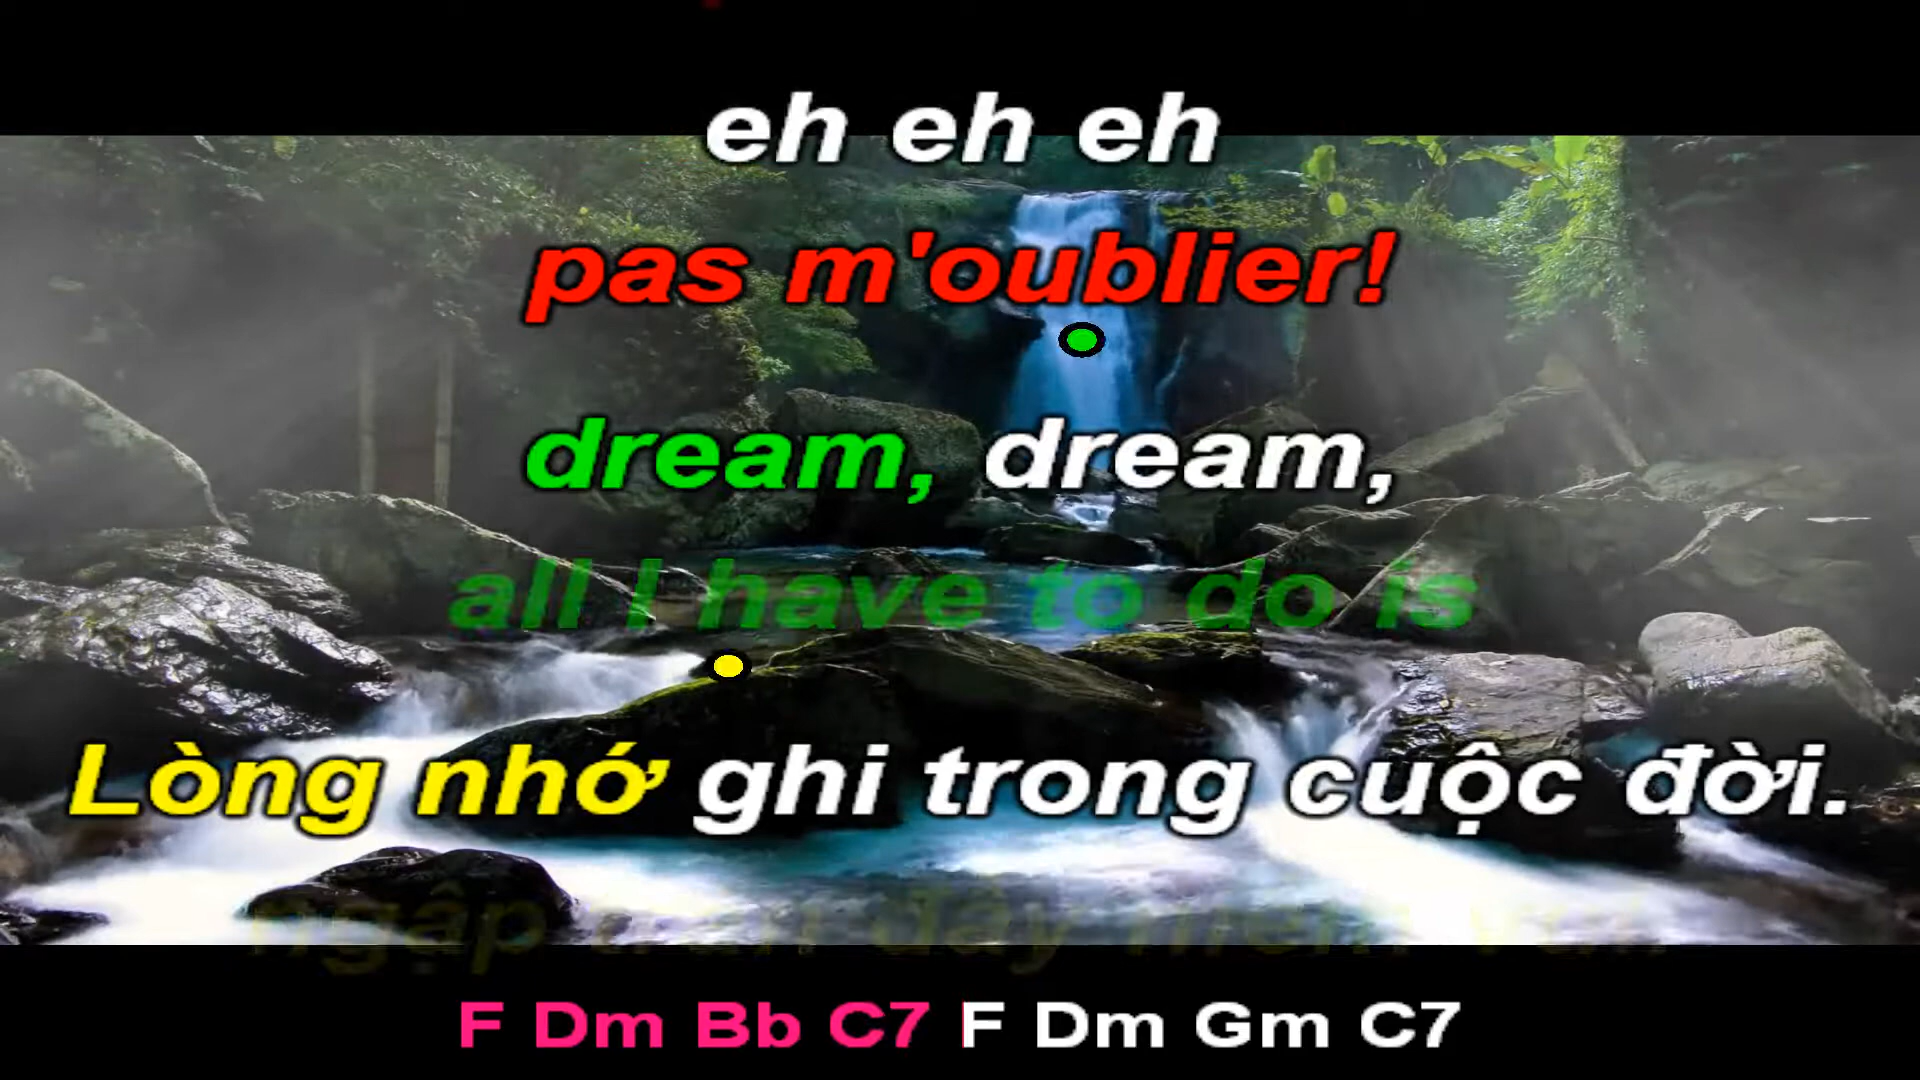 eh eh eh
pas m'oublier!
dream, dream,
all I have to do is
Lòng nhớ ghi trong cuộc đời.
ngập
F Dm Bb C7 F Dm Gm C7